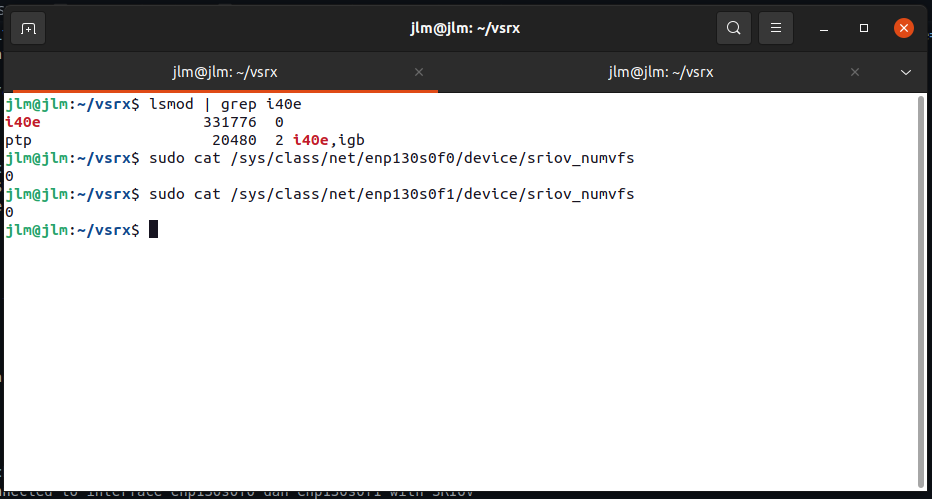 jlm@jlm: ~/vsrx
jlm@jlm: ~/vsrx
jlm@jlm: ~/vsrx
jlm@jlm:~/vsrx$ lsmod | grep i40e
i40e 331776 0
ptp 20480 2 i40e,igb
jlm@jlm:~/vsrx$ sudo cat /sys/class/net/enp130s0f0/device/sriov_numvfs
0
jlm@jlm:~/vsrx$ sudo cat /sys/class/net/enp130s0f1/device/sriov_numvfs
0
jlm@jlm:~/vsrx$
to interface enp130s0f0 dan enp130s0f1 with SRIOV